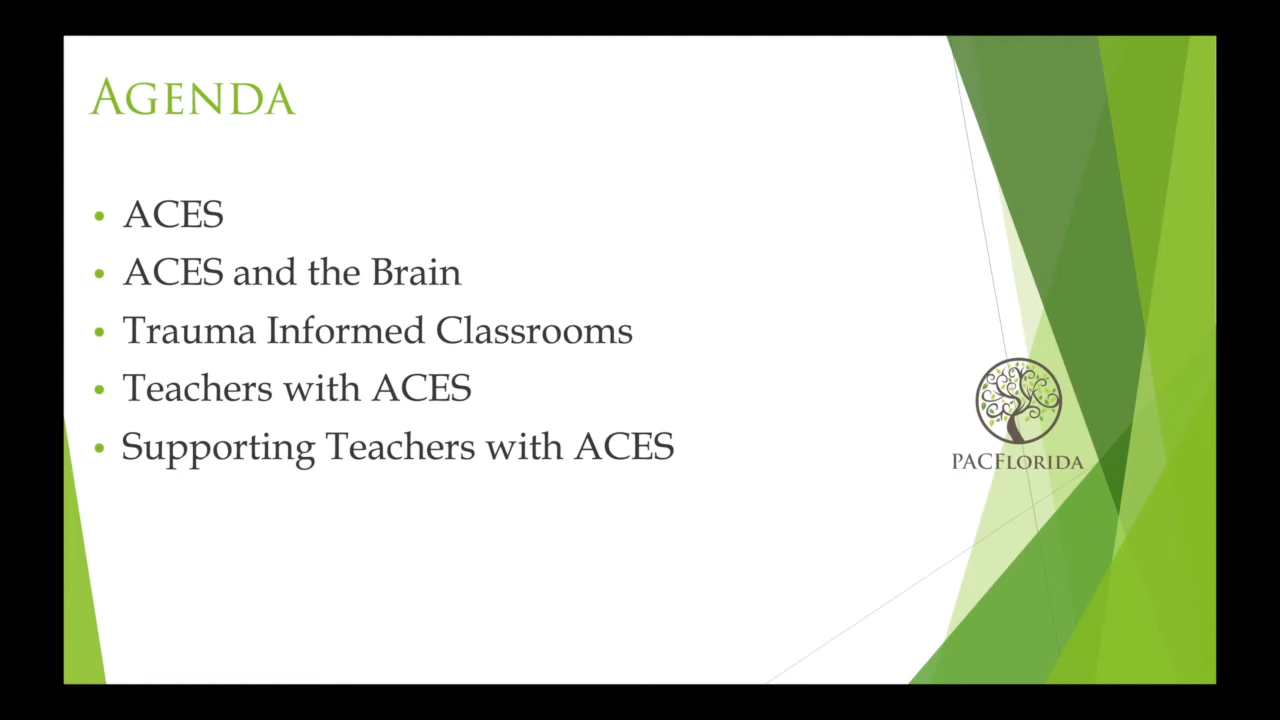 AGENDA
• ACES
• ACES and the Brain
• Trauma Informed Classrooms
• Teachers with ACES
• Supporting Teachers with ACES
PACFLORIDA